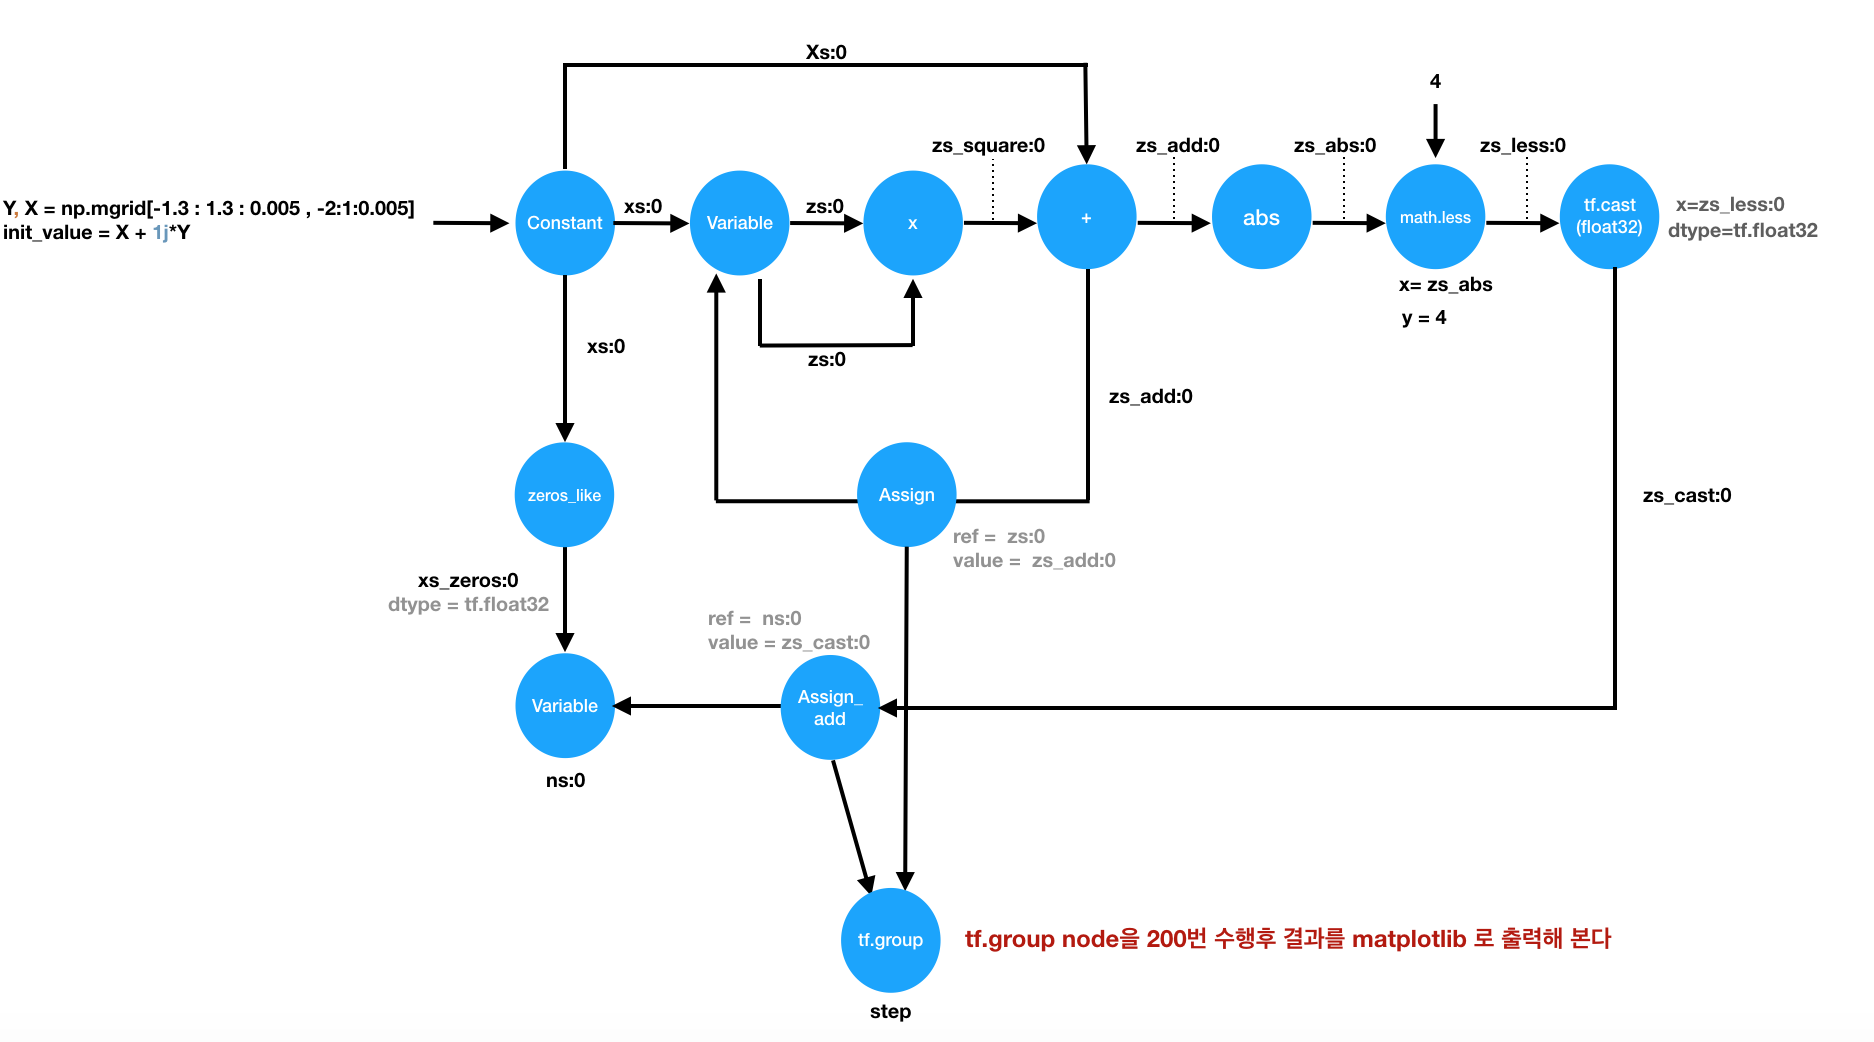 Xs:0
4
zs_square:0
zs_add:0
zs_abs:0
zs_less:0
Y, X = np.mgrid[-1.3 : 1.3 : 0.005 , -2:1:0.005]
init_value = X + 1j*Y
Constant
xs:0
Variable
zs:0
x
+
abs
math.less
tf.cast
(float32)
x=zs_less:0
dtype=tf.float32
x= zs_abs
y = 4
xs:0
zs:0
zs_add:0
zeros_like
Assign
zs_cast:0
ref =  zs:0
value =  zs_add:0
xs_zeros:0
dtype = tf.float32
ref =  ns:0
value = zs_cast:0
Variable
Assign_
add
ns:0
tf.group
tf.group node을 200번 수행후 결과를 matplotlib 로 출력해 본다
step